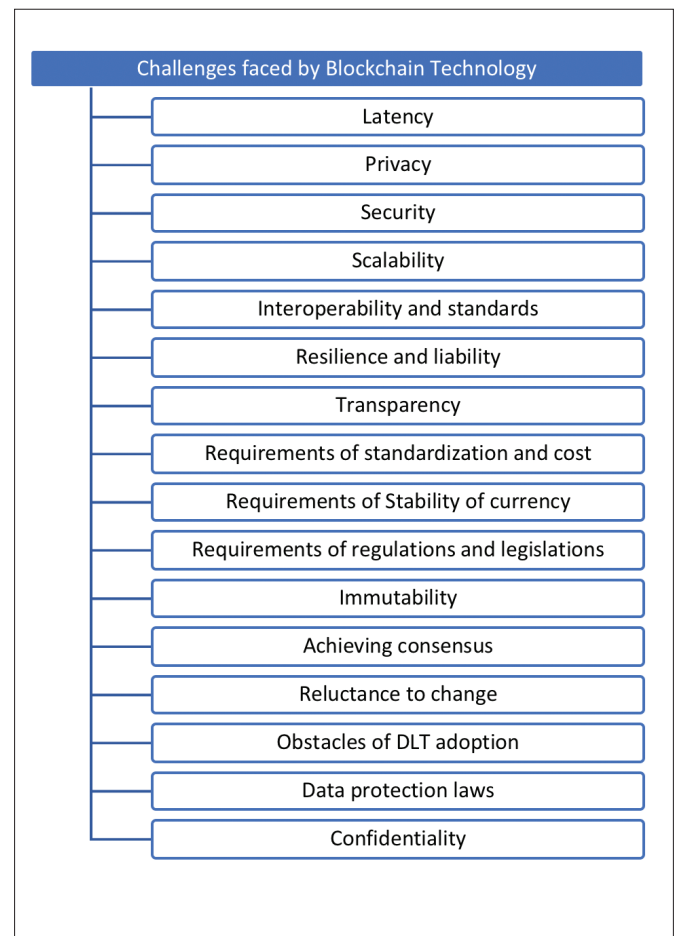 Challenges faced by Blockchain Technology
Latency
Privacy
Security
Scalability
Interoperability and standards
Resilience and liability
Transparency
Requirements of standardization and cost
Requirements of Stability of currency
Requirements of regulations and legislations
Immutability
Achieving consensus
Reluctance to change
Obstacles of DLT adoption
Data protection laws
Confidentiality